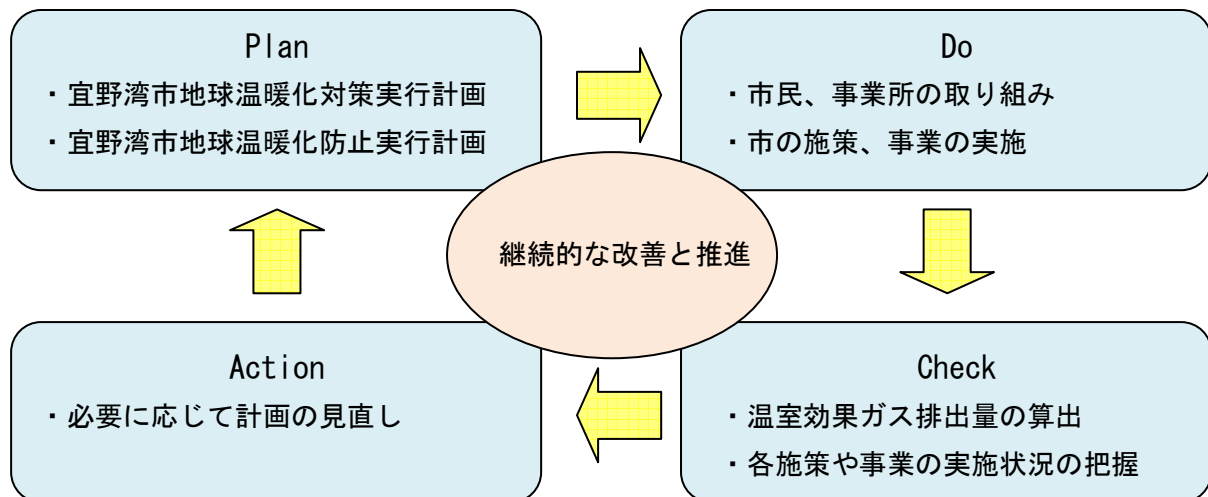 Plan
・宜野湾市地球温暖化対策実行計画
・宜野湾市地球温暖化防止実行計画
Do
・市民、事業所の取り組み
・市の施策、事業の実施
継続的な改善と推進
Action
・必要に応じて計画の見直し
Check
・温室効果ガス排出量の算出
・各施策や事業の実施状況の把握